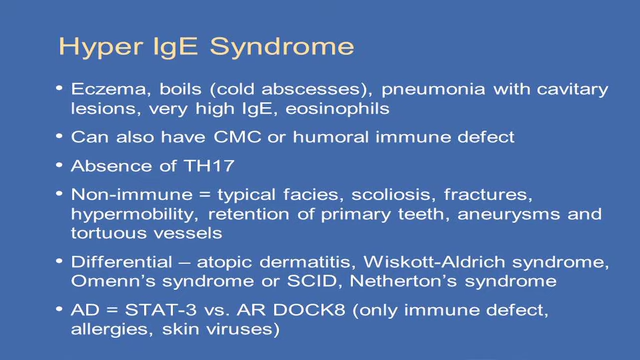 Hyper IgE Syndrome
• Eczema, boils (cold abscesses), pneumonia with cavitary
lesions, very high IgE, eosinophils
• Can also have CMC or humoral immune defect
• Absence of TH17
• Non-immune = typical facies, scoliosis, fractures,
hypermobility, retention of primary teeth, aneurysms and
tortuous vessels
• Differential – atopic dermatitis, Wiskott-Aldrich syndrome,
Omenn's syndrome or SCID, Netherton's syndrome
• AD = STAT-3 vs. AR DOCK8 (only immune defect,
allergies, skin viruses)